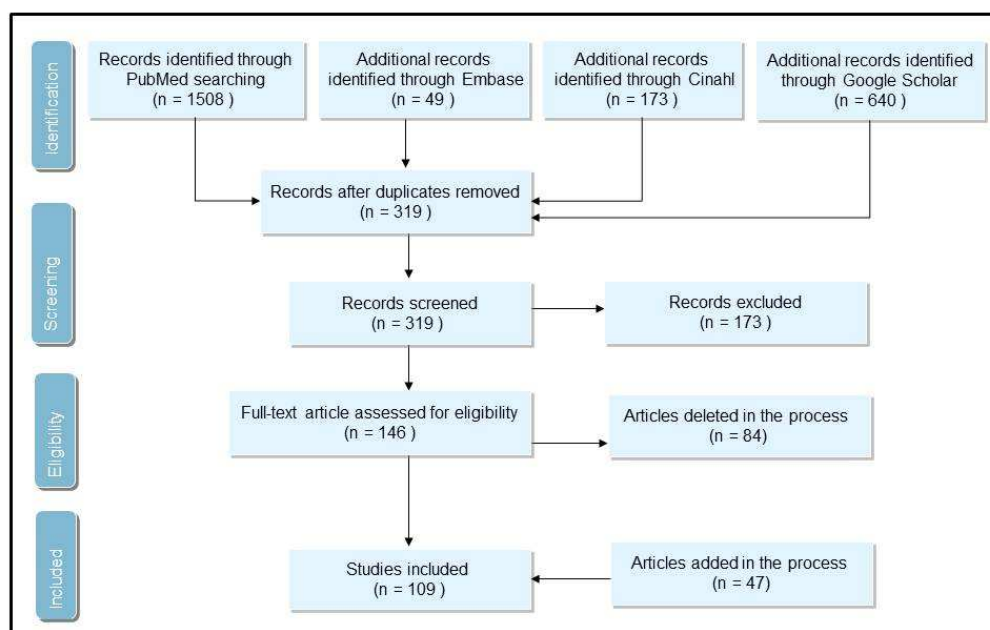 Identification
Records identified through
PubMed searching
(n = 1508 )
Additional records
identified through Embase
(n = 49 )
Additional records
identified through Cinahl
(n = 173 )
Additional records identified
through Google Scholar
(n = 640 )
Records after duplicates removed
(n = 319 )
Screening
Records screened
(n = 319 )
Records excluded
(n = 173 )
Eligibility
Full-text article assessed for eligibility
(n = 146 )
Articles deleted in the process
(n = 84)
Included
Studies included
(n = 109 )
Articles added in the process
(n = 47)